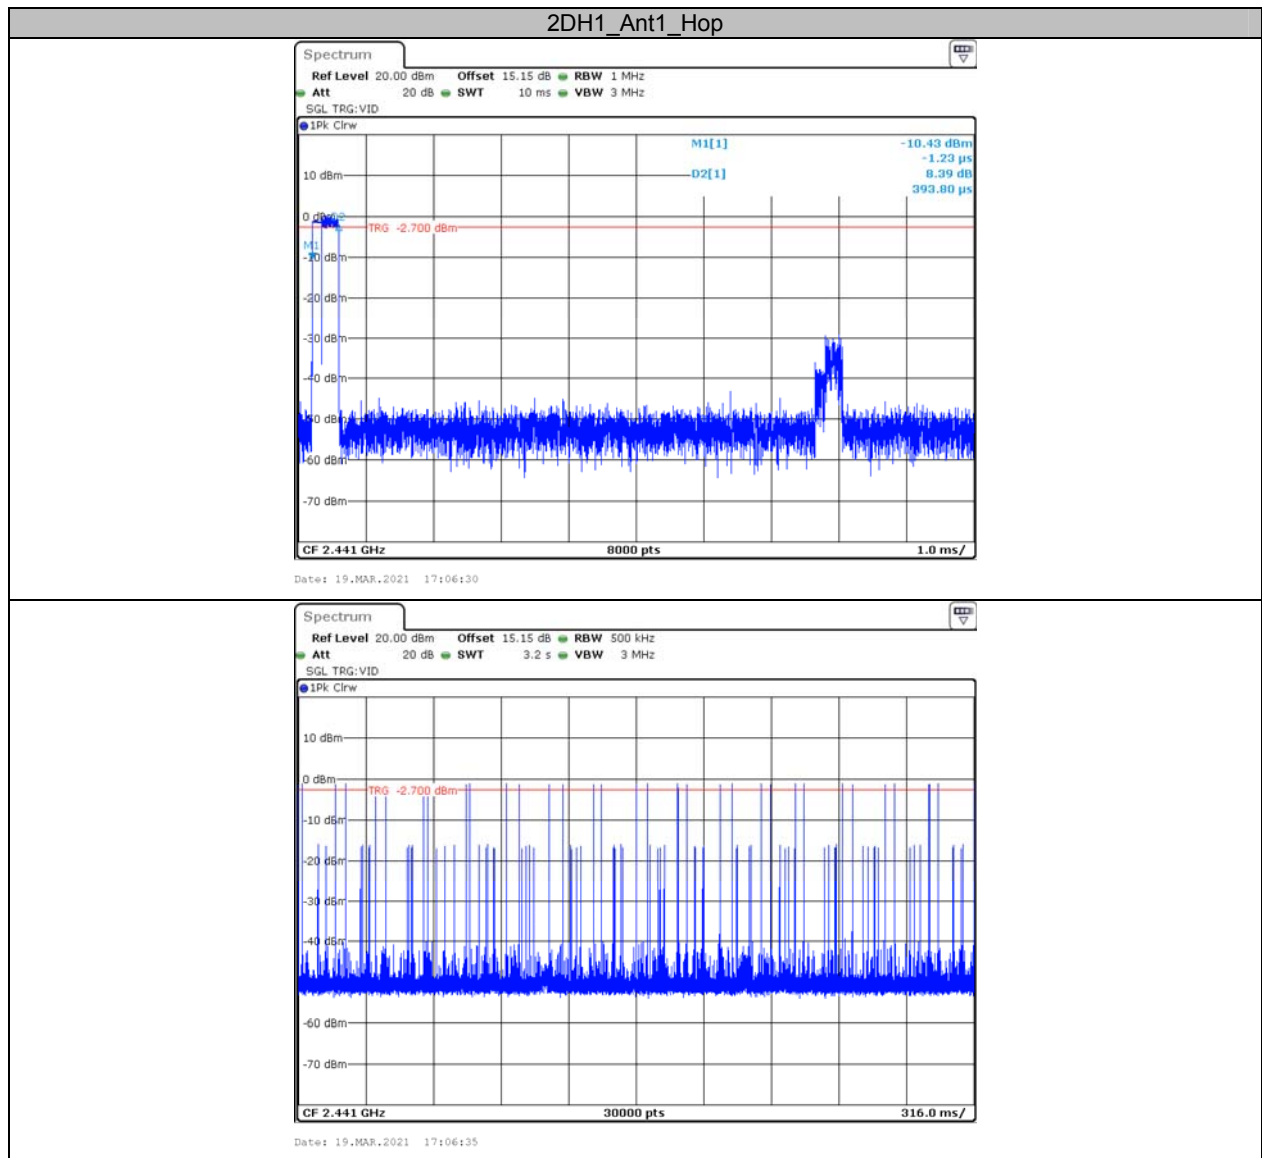 2DH1_Ant1_Hop
Spectrum
Ref Level 20.00 dBm Offset 15.15 dB RBW 1 MHz
Att 20 dB SWT 10 ms VBW 3 MHz
SGL TRG:VID
1Pk Clrw
M1[1] -10.43 dBm
-1.23 µs
D2[1] 8.39 dB
393.80 µs
10 dBm
0 dBm D2
TRG -2.700 dBm
M1
-10 dBm
-20 dBm
-30 dBm
-40 dBm
-50 dBm
-60 dBm
-70 dBm
CF 2.441 GHz 8000 pts 1.0 ms/
Date: 19.MAR.2021 17:06:30
Spectrum
Ref Level 20.00 dBm Offset 15.15 dB RBW 500 kHz
Att 20 dB SWT 3.2 s VBW 3 MHz
SGL TRG:VID
1Pk Clrw
10 dBm
0 dBm
TRG -2.700 dBm
-10 dBm
-20 dBm
-30 dBm
-40 dBm
-60 dBm
-70 dBm
CF 2.441 GHz 30000 pts 316.0 ms/
Date: 19.MAR.2021 17:06:35